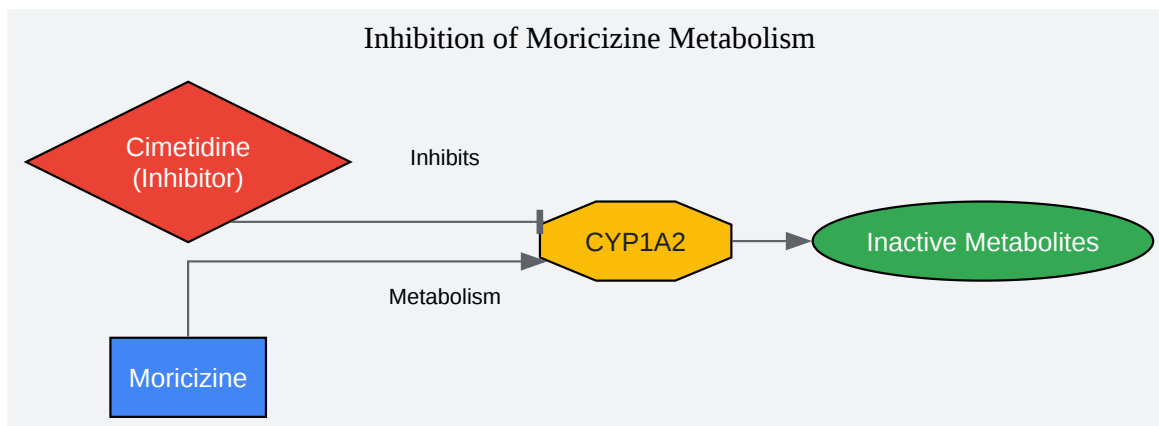 Inhibition of Moricizine Metabolism
Cimetidine
(Inhibitor)
Inhibits
CYP1A2
Inactive Metabolites
Metabolism
Moricizine